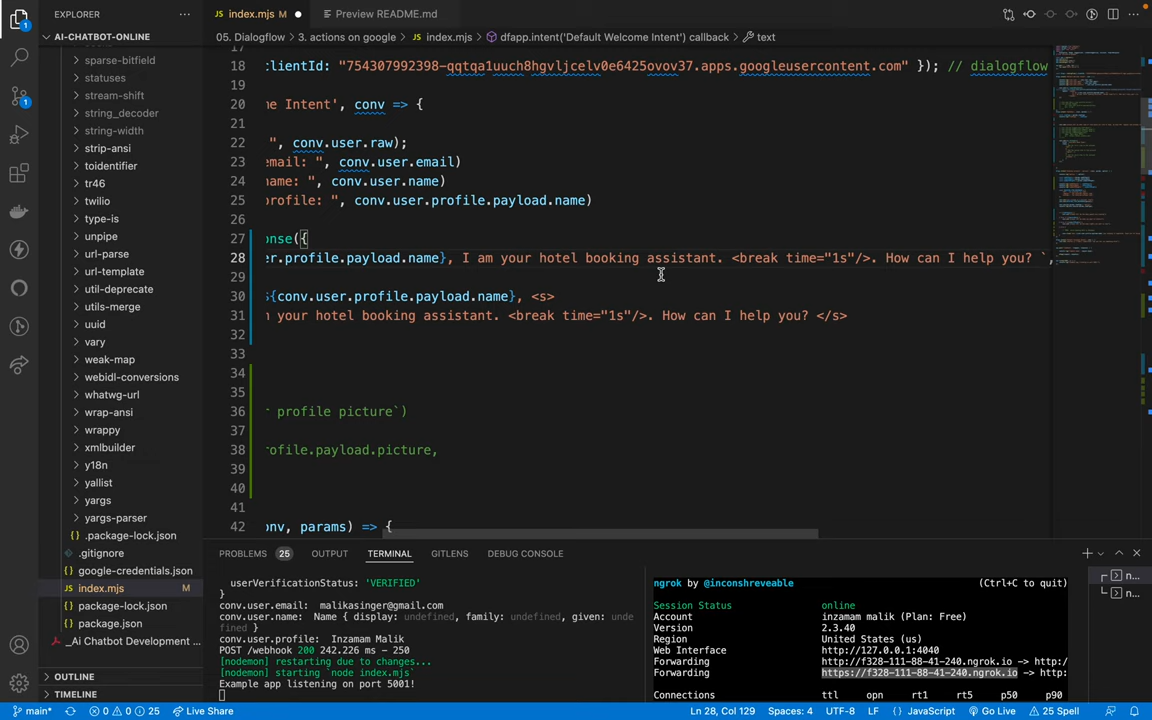 EXPLORER
index.mjs M
Preview README.md
AI-CHATBOT-ONLINE
05. Dialogflow > 3. actions on google > index.mjs > dfapp.intent('Default Welcome Intent') callback > text
sparse-bitfield
statuses
stream-shift
string_decoder
string-width
strip-ansi
toidentifier
tr46
twilio
type-is
unpipe
url-parse
url-template
util-deprecate
utils-merge
uuid
vary
weak-map
webidl-conversions
whatwg-url
wrap-ansi
wrappy
xmlbuilder
y18n
yallist
yargs
yargs-parser
{} .package-lock.json
.gitignore
{} google-credentials.json
index.mjs M
{} package-lock.json
{} package.json
_Ai Chatbot Development ...
OUTLINE
TIMELINE
17
18 clientId: "754307992398-qqtqa1uuch8hgvljcelv0e6425ovov37.apps.googleusercontent.com" }); // dialogflow
19
20 me Intent', conv => {
21
22 ", conv.user.raw);
23 email: ", conv.user.email)
24 name: ", conv.user.name)
25 profile: ", conv.user.profile.payload.name)
26
27 onse({
28 er.profile.payload.name}, I am your hotel booking assistant. <break time="1s"/>. How can I help you? `,
29
30 ${conv.user.profile.payload.name}, <s>
31 m your hotel booking assistant. <break time="1s"/>. How can I help you? </s>
32
33
34
35
36 r profile picture`)
37
38 rofile.payload.picture,
39
40
41
42 onv, params) => {
PROBLEMS 25 OUTPUT TERMINAL GITLENS DEBUG CONSOLE
userVerificationStatus: 'VERIFIED'
}
conv.user.email: malikasinger@gmail.com
conv.user.name: Name { display: undefined, family: undefined, given: unde
fined }
conv.user.profile: Inzamam Malik
POST /webhook 200 242.226 ms - 250
[nodemon] restarting due to changes...
[nodemon] starting `node index.mjs`
Example app listening on port 5001!
ngrok by @inconshreveable (Ctrl+C to quit)
Session Status online
Account inzamam malik (Plan: Free)
Version 2.3.40
Region United States (us)
Web Interface http://127.0.0.1:4040
Forwarding http://f328-111-88-41-240.ngrok.io -> http:/
Forwarding https://f328-111-88-41-240.ngrok.io -> http:
Connections ttl opn rt1 rt5 p50 p90
n...
n...
main* 0 0 25 Live Share
Ln 28, Col 129 Spaces: 4 UTF-8 LF JavaScript Go Live 25 Spell